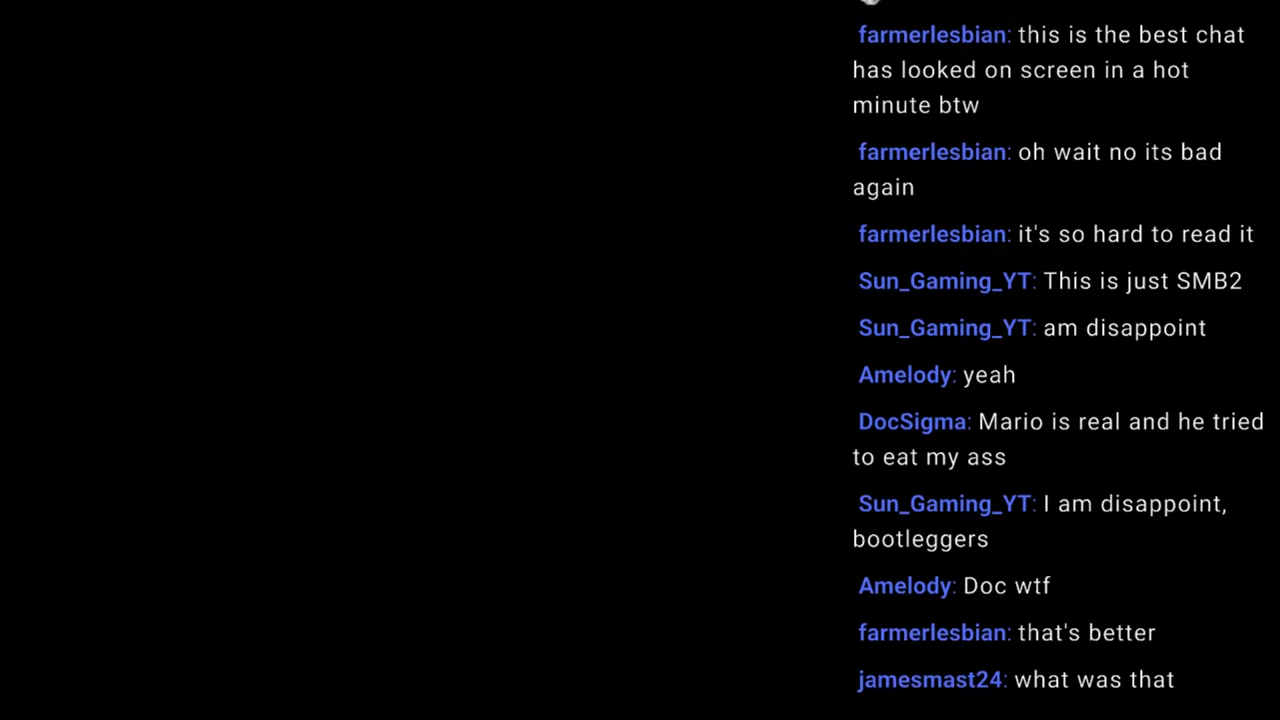 farmerlesbian: this is the best chat
has looked on screen in a hot
minute btw
farmerlesbian: oh wait no its bad
again
farmerlesbian: it's so hard to read it
Sun_Gaming_YT: This is just SMB2
Sun_Gaming_YT: am disappoint
Amelody: yeah
DocSigma: Mario is real and he tried
to eat my ass
Sun_Gaming_YT: I am disappoint,
bootleggers
Amelody: Doc wtf
farmerlesbian: that's better
jamesmast24: what was that